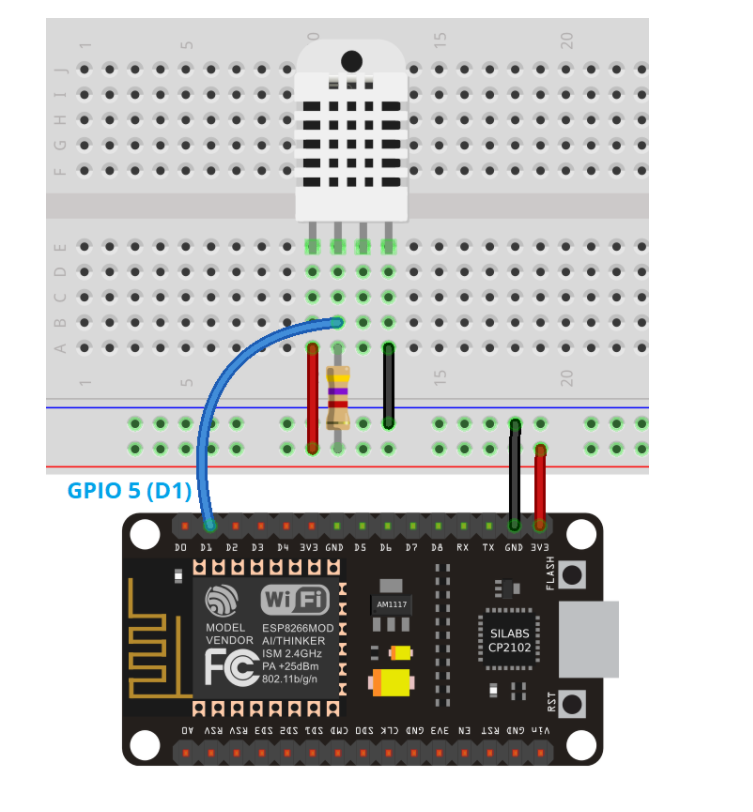 1 5 0 15 20
J
I
H
G
F
E
D
C
B
A
1 5 15 20
GPIO 5 (D1)
D0 D1 D2 D3 D4 3V3 GND D5 D6 D7 D8 RX TX GND 3V3
FLASH
WiFi
MODEL ESP8266MOD
VENDOR AI/THINKER
ISM 2.4GHz
PA +25dBm
802.11b/g/n
FCC
AM1117
SILABS
CP2102
RST
A0 RSV RSV SD3 SD2 SD1 CMD SD0 CLK GND 3V3 EN RST GND Vin